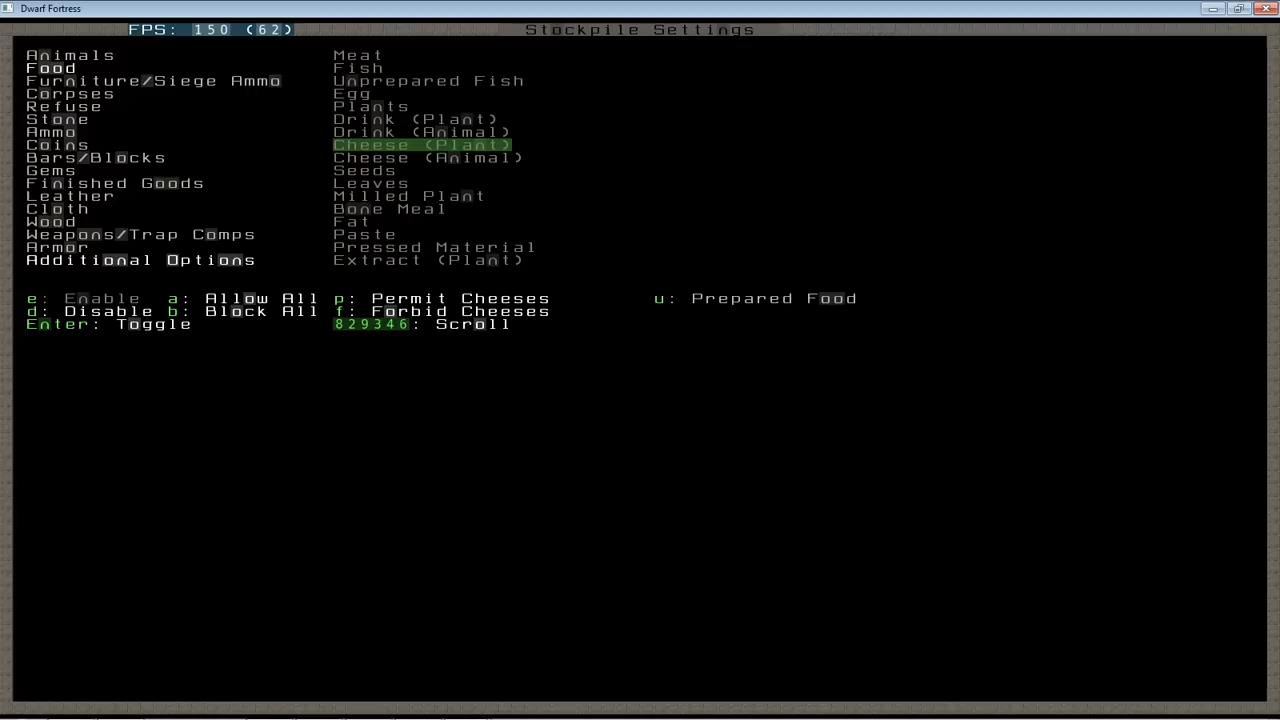 Dwarf Fortress
FPS: 150 (62) Stockpile Settings
Animals Meat
Food Fish
Furniture/Siege Ammo Unprepared Fish
Corpses Egg
Refuse Plants
Stone Drink (Plant)
Ammo Drink (Animal)
Coins Cheese (Plant)
Bars/Blocks Cheese (Animal)
Gems Seeds
Finished Goods Leaves
Leather Milled Plant
Cloth Bone Meal
Wood Fat
Weapons/Trap Comps Paste
Armor Pressed Material
Additional Options Extract (Plant)
e: Enable a: Allow All p: Permit Cheeses u: Prepared Food
d: Disable b: Block All f: Forbid Cheeses
Enter: Toggle 829346: Scroll